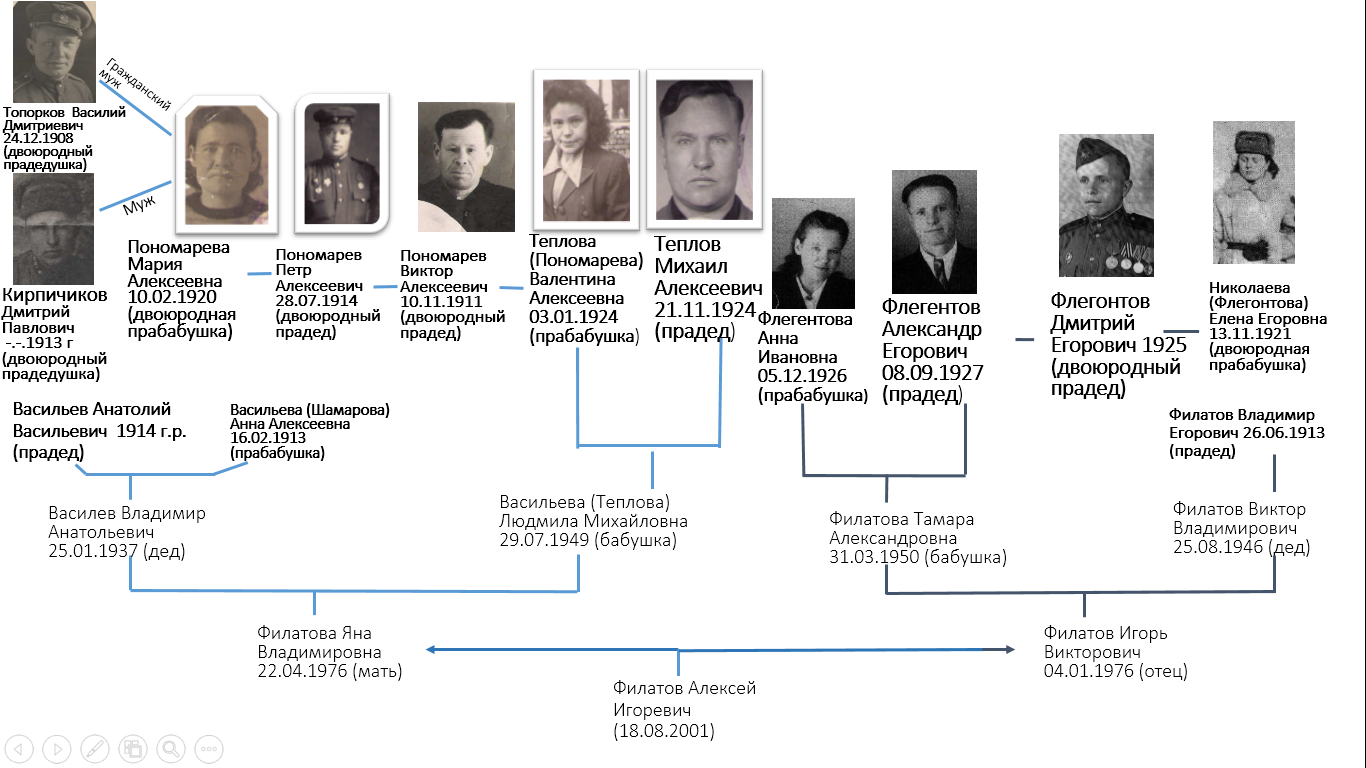 Гражданский
муж
Топорков Василий
Дмитриевич
24.12.1908
(двоюродный
прадедушка)
Муж
Кирпичиков
Дмитрий
Павлович
-.-.1913 г
(двоюродный
прадедушка)
Пономарева
Мария
Алексеевна
10.02.1920
(двоюродная
прабабушка)
Пономарев
Петр
Алексеевич
28.07.1914
(двоюродный
прадед)
Пономарев
Виктор
Алексеевич
10.11.1911
(двоюродный
прадед)
Теплова
(Пономарева)
Валентина
Алексеевна
03.01.1924
(прабабушка)
Теплов
Михаил
Алексеевич
21.11.1924
(прадед)
Флегентова
Анна
Ивановна
05.12.1926
(прабабушка)
Флегентов
Александр
Егорович
08.09.1927
(прадед)
Флегонтов
Дмитрий
Егорович 1925
(двоюродный
прадед)
Николаева
(Флегонтова)
Елена Егоровна
13.11.1921
(двоюродная
прабабушка)
Васильев Анатолий
Васильевич 1914 г.р.
(прадед)
Васильева (Шамарова)
Анна Алексеевна
16.02.1913
(прабабушка)
Филатов Владимир
Егорович 26.06.1913
(прадед)
Василев Владимир
Анатольевич
25.01.1937 (дед)
Васильева (Теплова)
Людмила Михайловна
29.07.1949 (бабушка)
Филатова Тамара
Александровна
31.03.1950 (бабушка)
Филатов Виктор
Владимирович
25.08.1946 (дед)
Филатова Яна
Владимировна
22.04.1976 (мать)
Филатов Игорь
Викторович
04.01.1976 (отец)
Филатов Алексей
Игоревич
(18.08.2001)